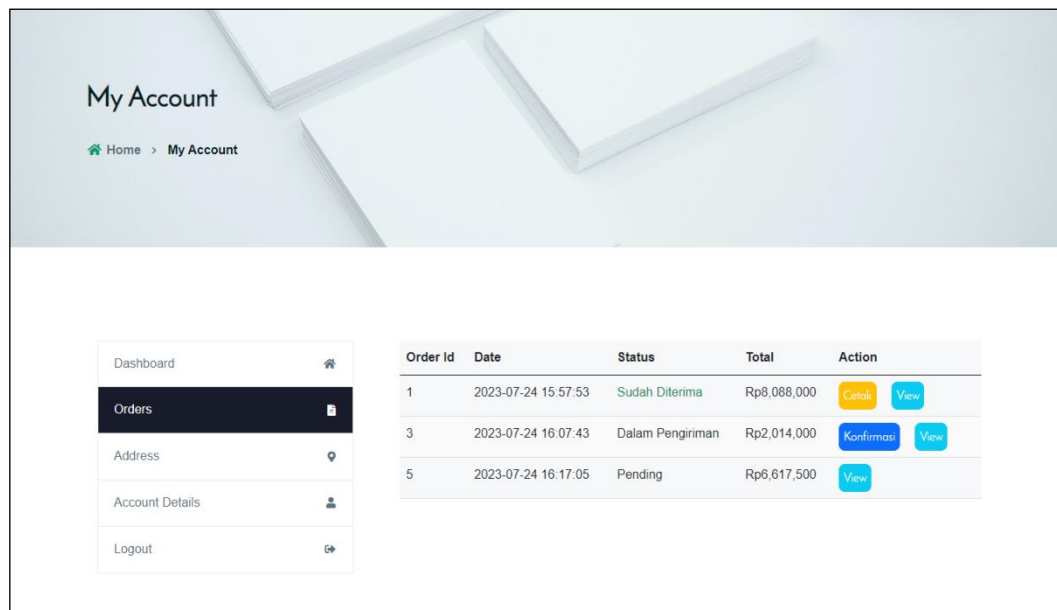 My Account
Home > My Account
Dashboard
Orders
Address
Account Details
Logout
Order Id Date Status Total Action
1 2023-07-24 15:57:53 Sudah Diterima Rp8,088,000 Cetak View
3 2023-07-24 16:07:43 Dalam Pengiriman Rp2,014,000 Konfirmasi View
5 2023-07-24 16:17:05 Pending Rp6,617,500 View